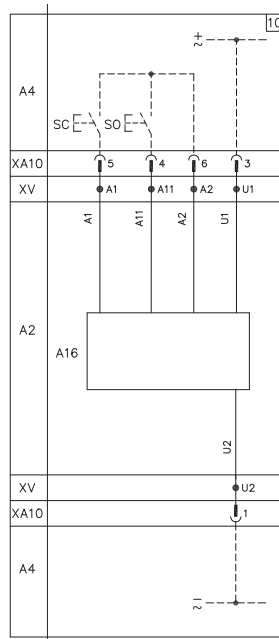 10
+
~
A4
SC
SO
XA10 5 4 6 3
XV A1 A11 A2 U1
A1 A11 A2 U1
A2
A16
U2
XV U2
XA10 1
A4
−
~